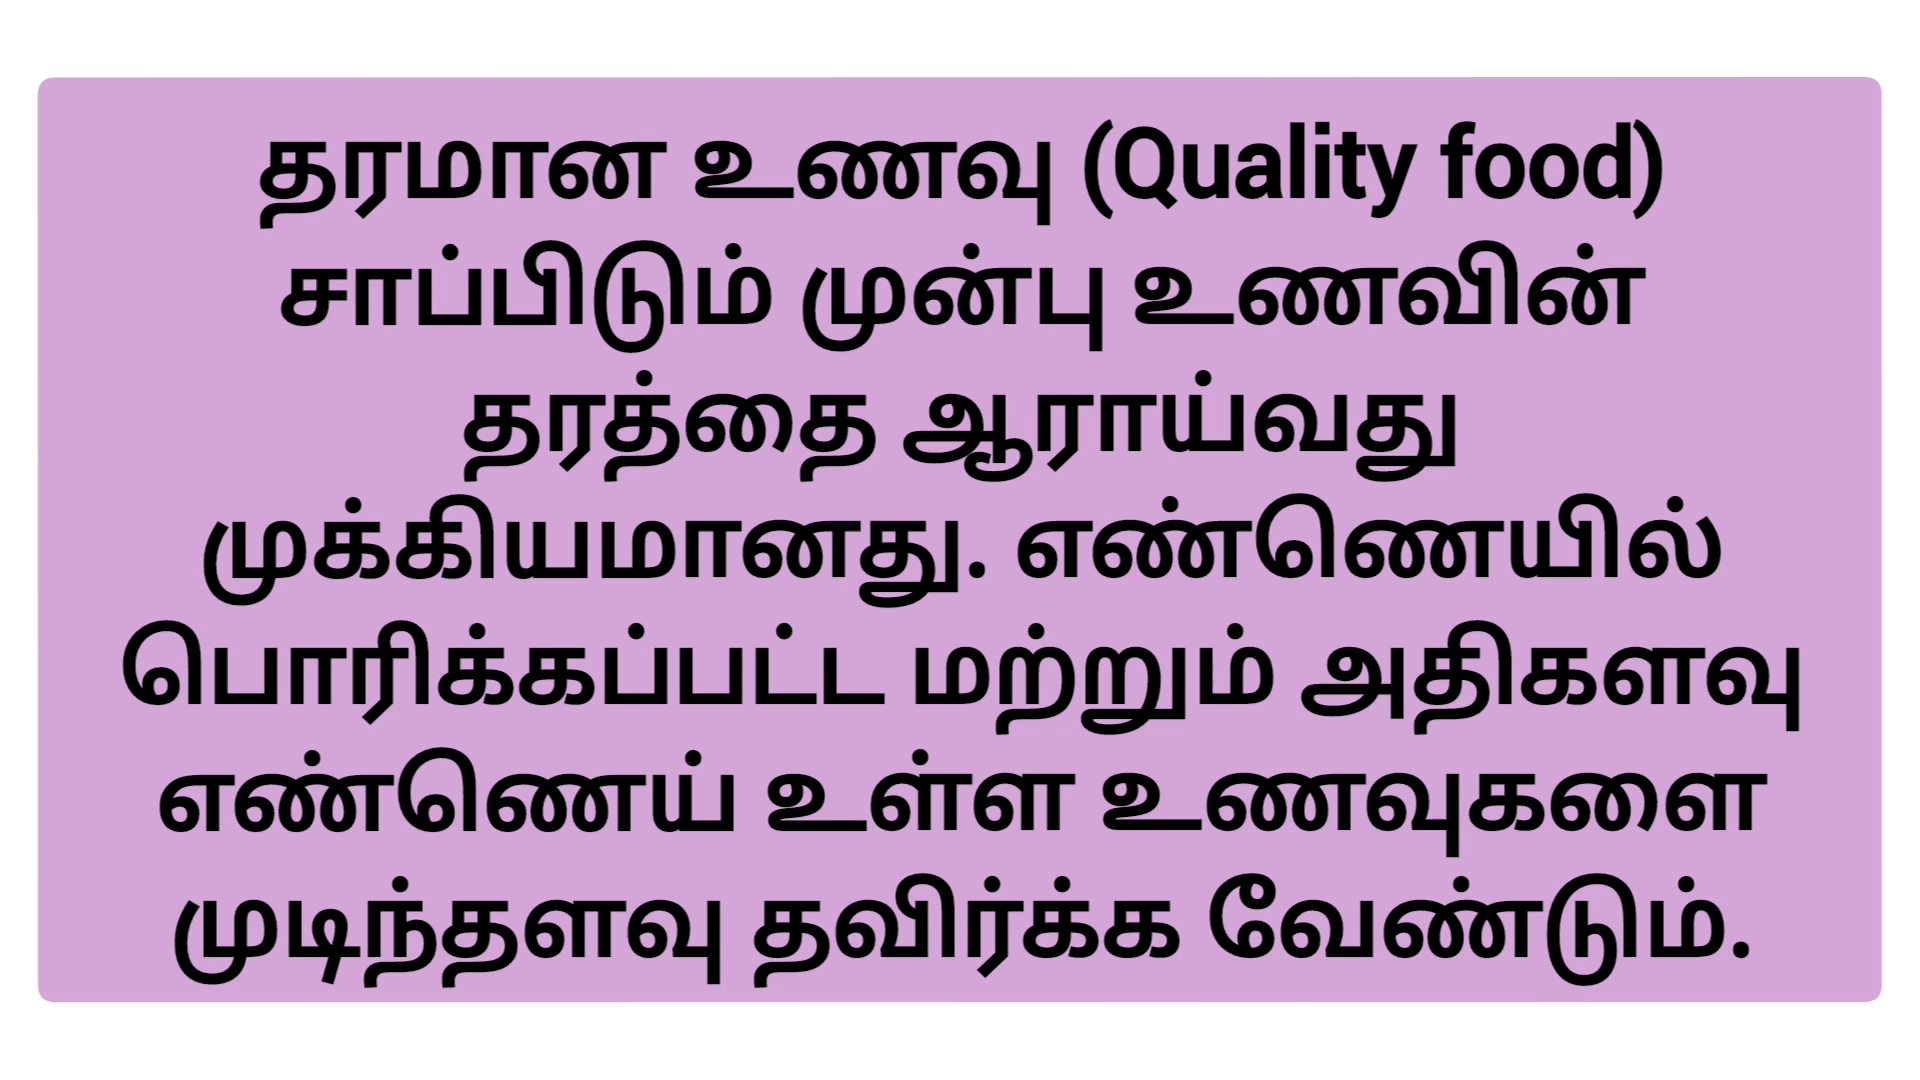 தரமான உணவு (Quality food)
சாப்பிடும் முன்பு உணவின்
தரத்தை ஆராய்வது
முக்கியமானது. எண்ணெயில்
பொரிக்கப்பட்ட மற்றும் அதிகளவு
எண்ணெய் உள்ள உணவுகளை
முடிந்தளவு தவிர்க்க வேண்டும்.